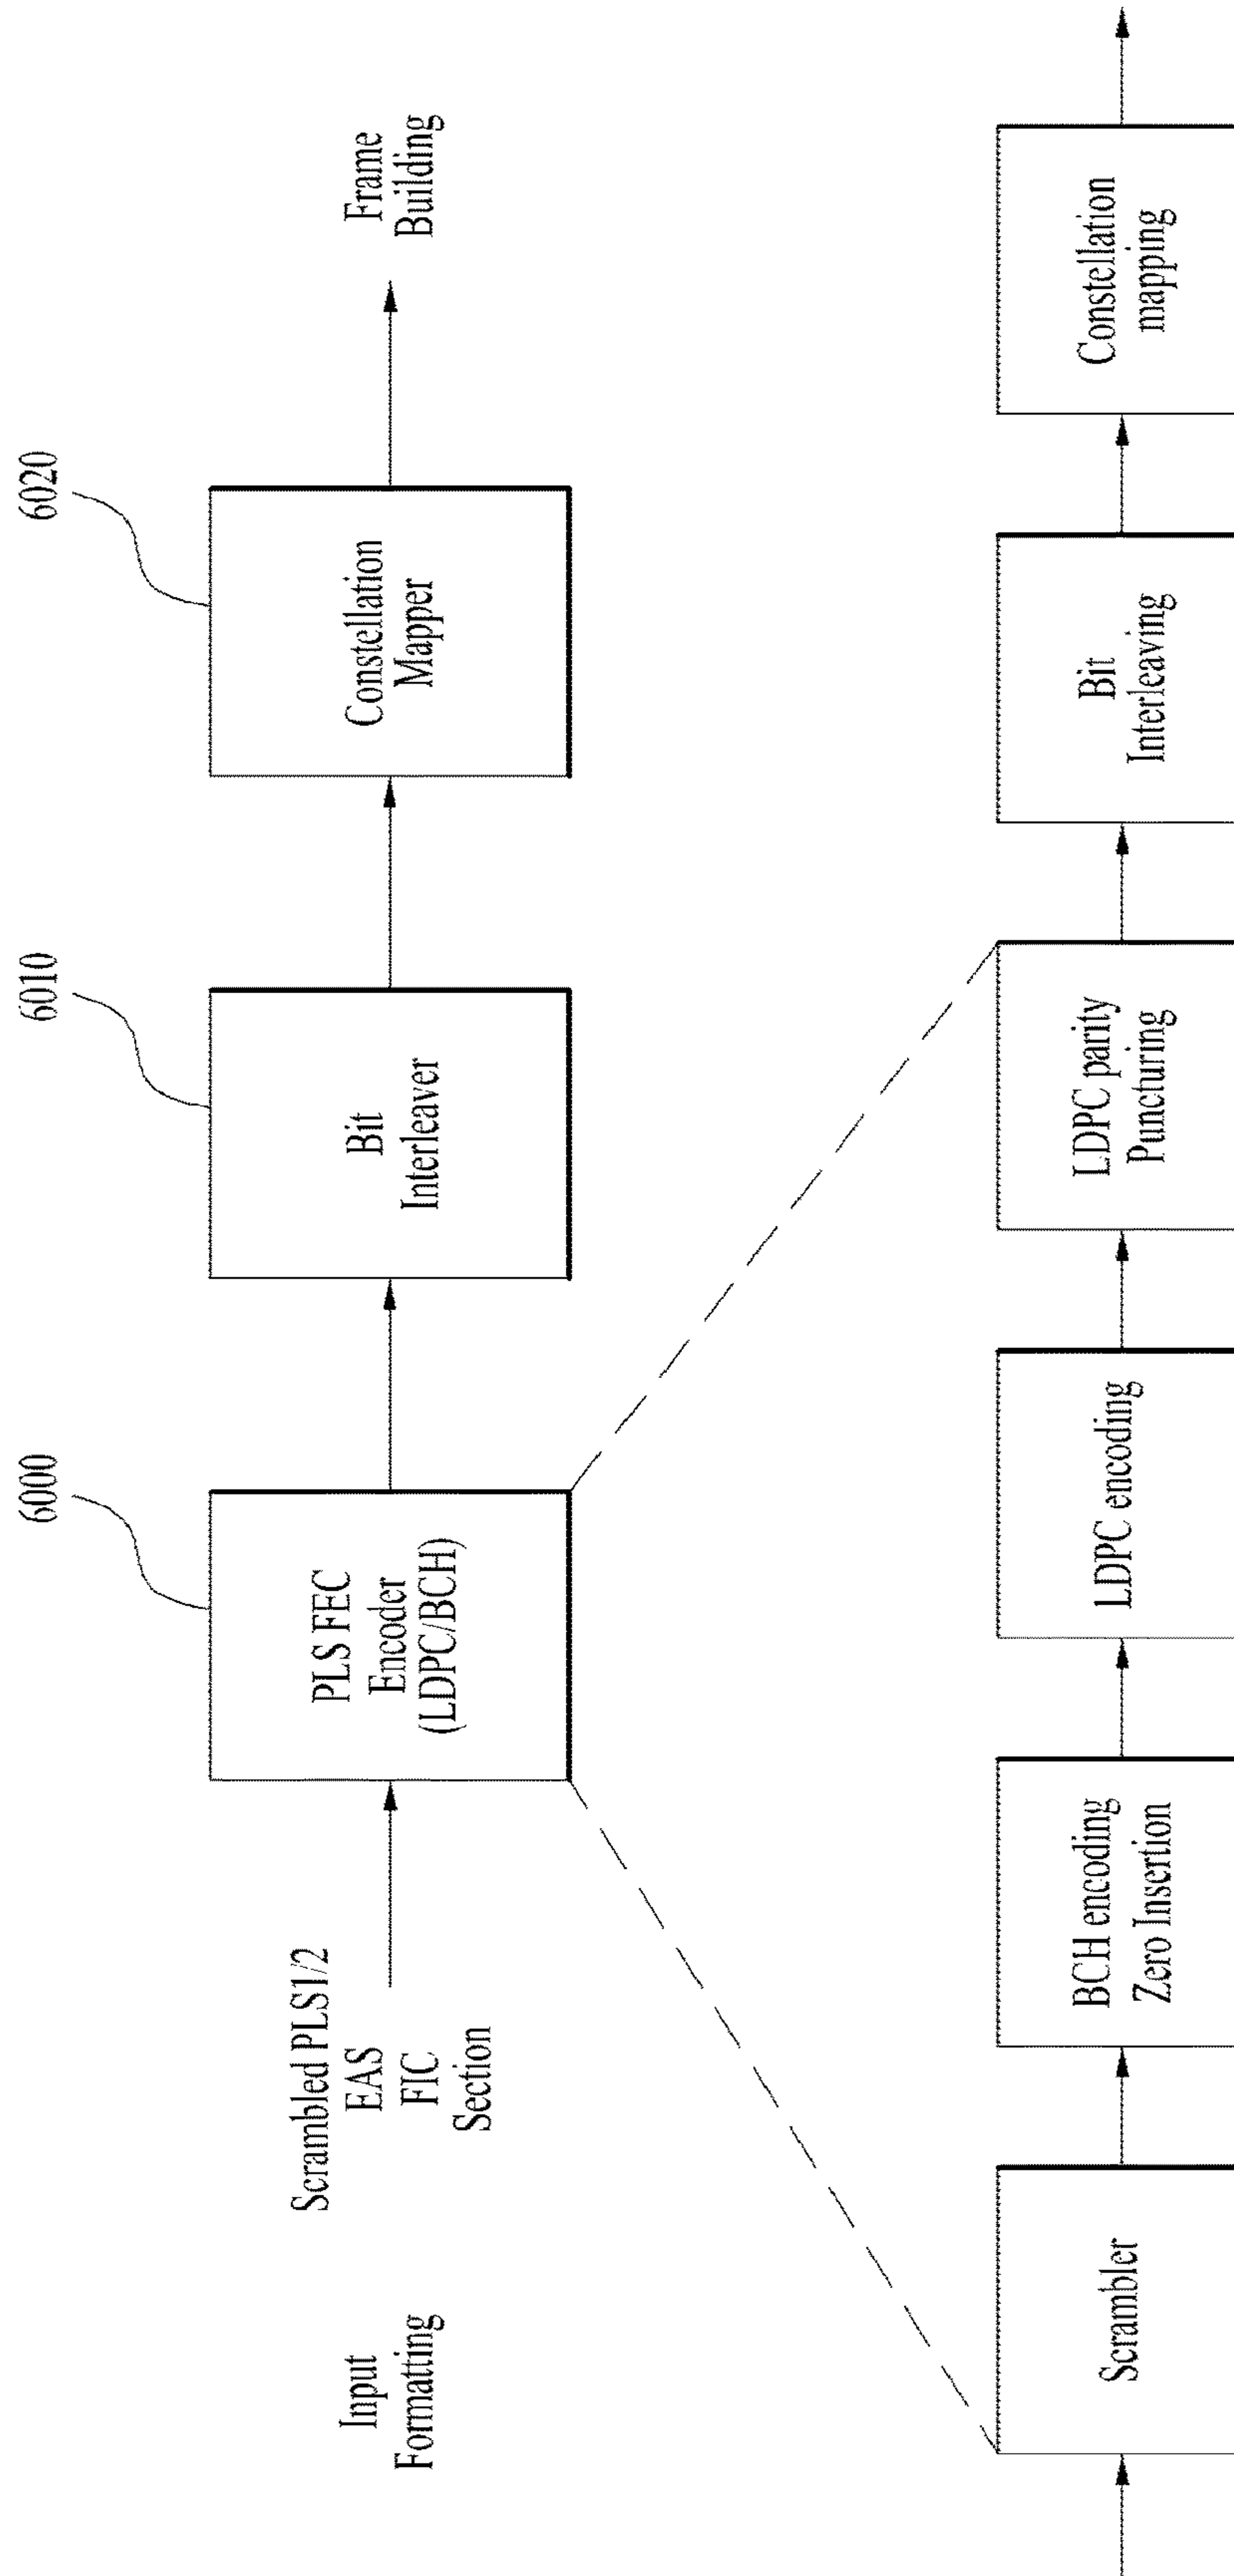 Input
Formatting
Scrambled PLS1/2
EAS
FIC
Section
6000
PLS FEC
Encoder
(LDPC/BCH)
6010
Bit
Interleaver
6020
Constellation
Mapper
Frame
Building
Scrambler
BCH encoding
Zero Insertion
LDPC encoding
LDPC parity
Puncturing
Bit
Interleaving
Constellation
mapping